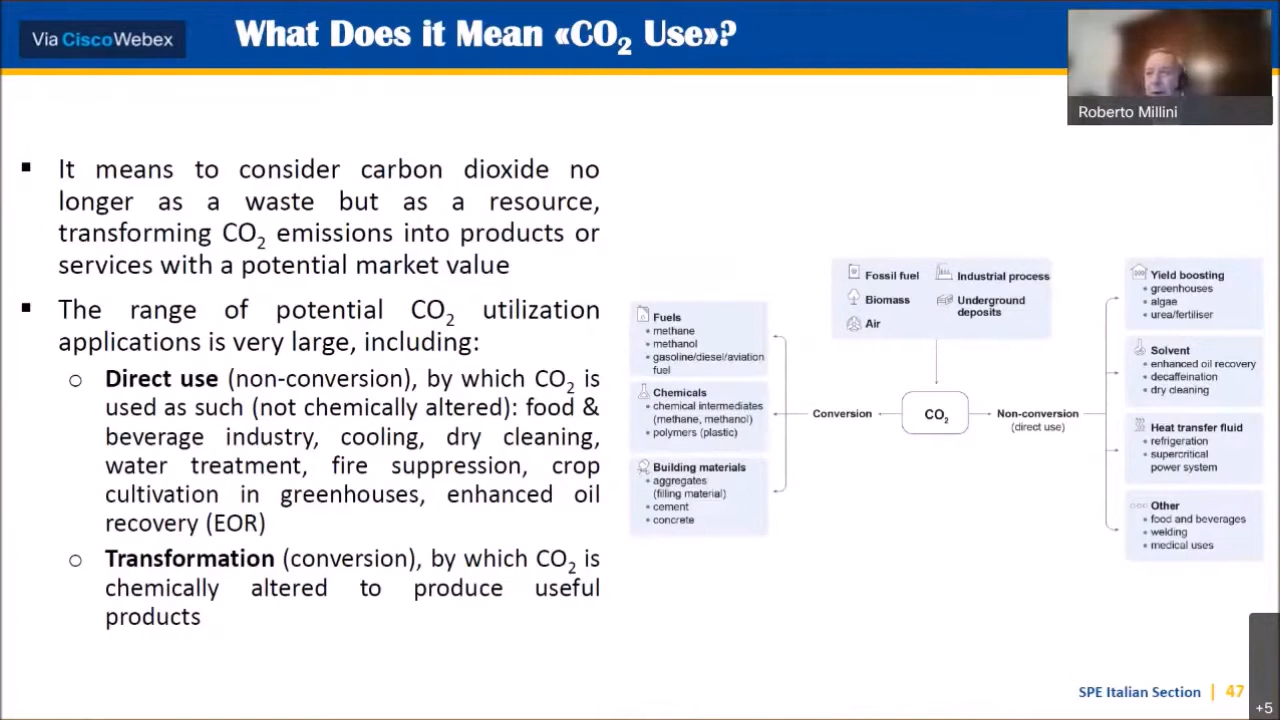 Via CiscoWebex
What Does it Mean «CO₂ Use»?
Roberto Millini
▪ It means to consider carbon dioxide no
longer as a waste but as a resource,
transforming CO₂ emissions into products or
services with a potential market value
▪ The range of potential CO₂ utilization
applications is very large, including:
○ Direct use (non-conversion), by which CO₂ is
used as such (not chemically altered): food &
beverage industry, cooling, dry cleaning,
water treatment, fire suppression, crop
cultivation in greenhouses, enhanced oil
recovery (EOR)
○ Transformation (conversion), by which CO₂ is
chemically altered to produce useful
products
Fuels
• methane
• methanol
• gasoline/diesel/aviation
fuel
Chemicals
• chemical intermediates
(methane, methanol)
• polymers (plastic)
Building materials
• aggregates
(filling material)
• cement
• concrete
Conversion
Fossil fuel
Industrial process
Biomass
Underground
deposits
Air
CO₂
Non-conversion
(direct use)
Yield boosting
• greenhouses
• algae
• urea/fertiliser
Solvent
• enhanced oil recovery
• decaffeination
• dry cleaning
Heat transfer fluid
• refrigeration
• supercritical
power system
Other
• food and beverages
• welding
• medical uses
SPE Italian Section | 47
+5